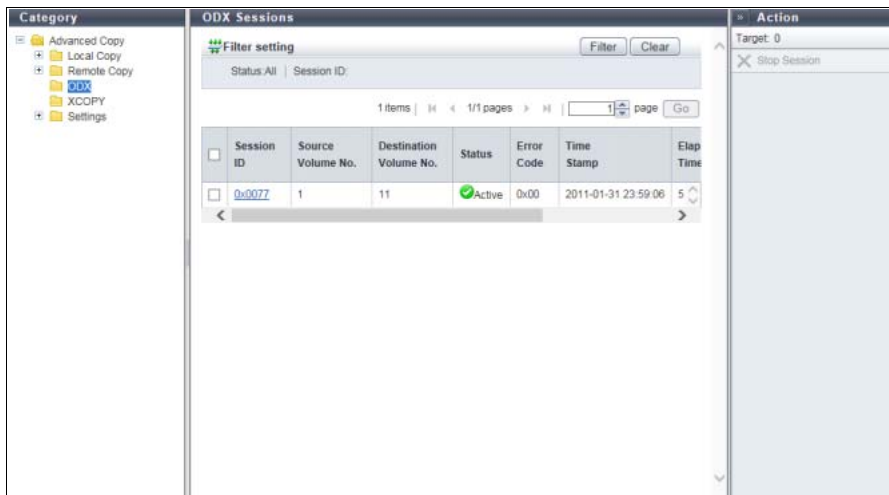 Category
Advanced Copy
Local Copy
Remote Copy
ODX
XCOPY
Settings
ODX Sessions
Filter setting
Filter Clear
Status:All | Session ID:
1 items | 1/1 pages | 1 page Go
Session ID Source Volume No. Destination Volume No. Status Error Code Time Stamp Elap Time
0x0077 1 11 Active 0x00 2011-01-31 23:59:06 5
» Action
Target: 0
Stop Session